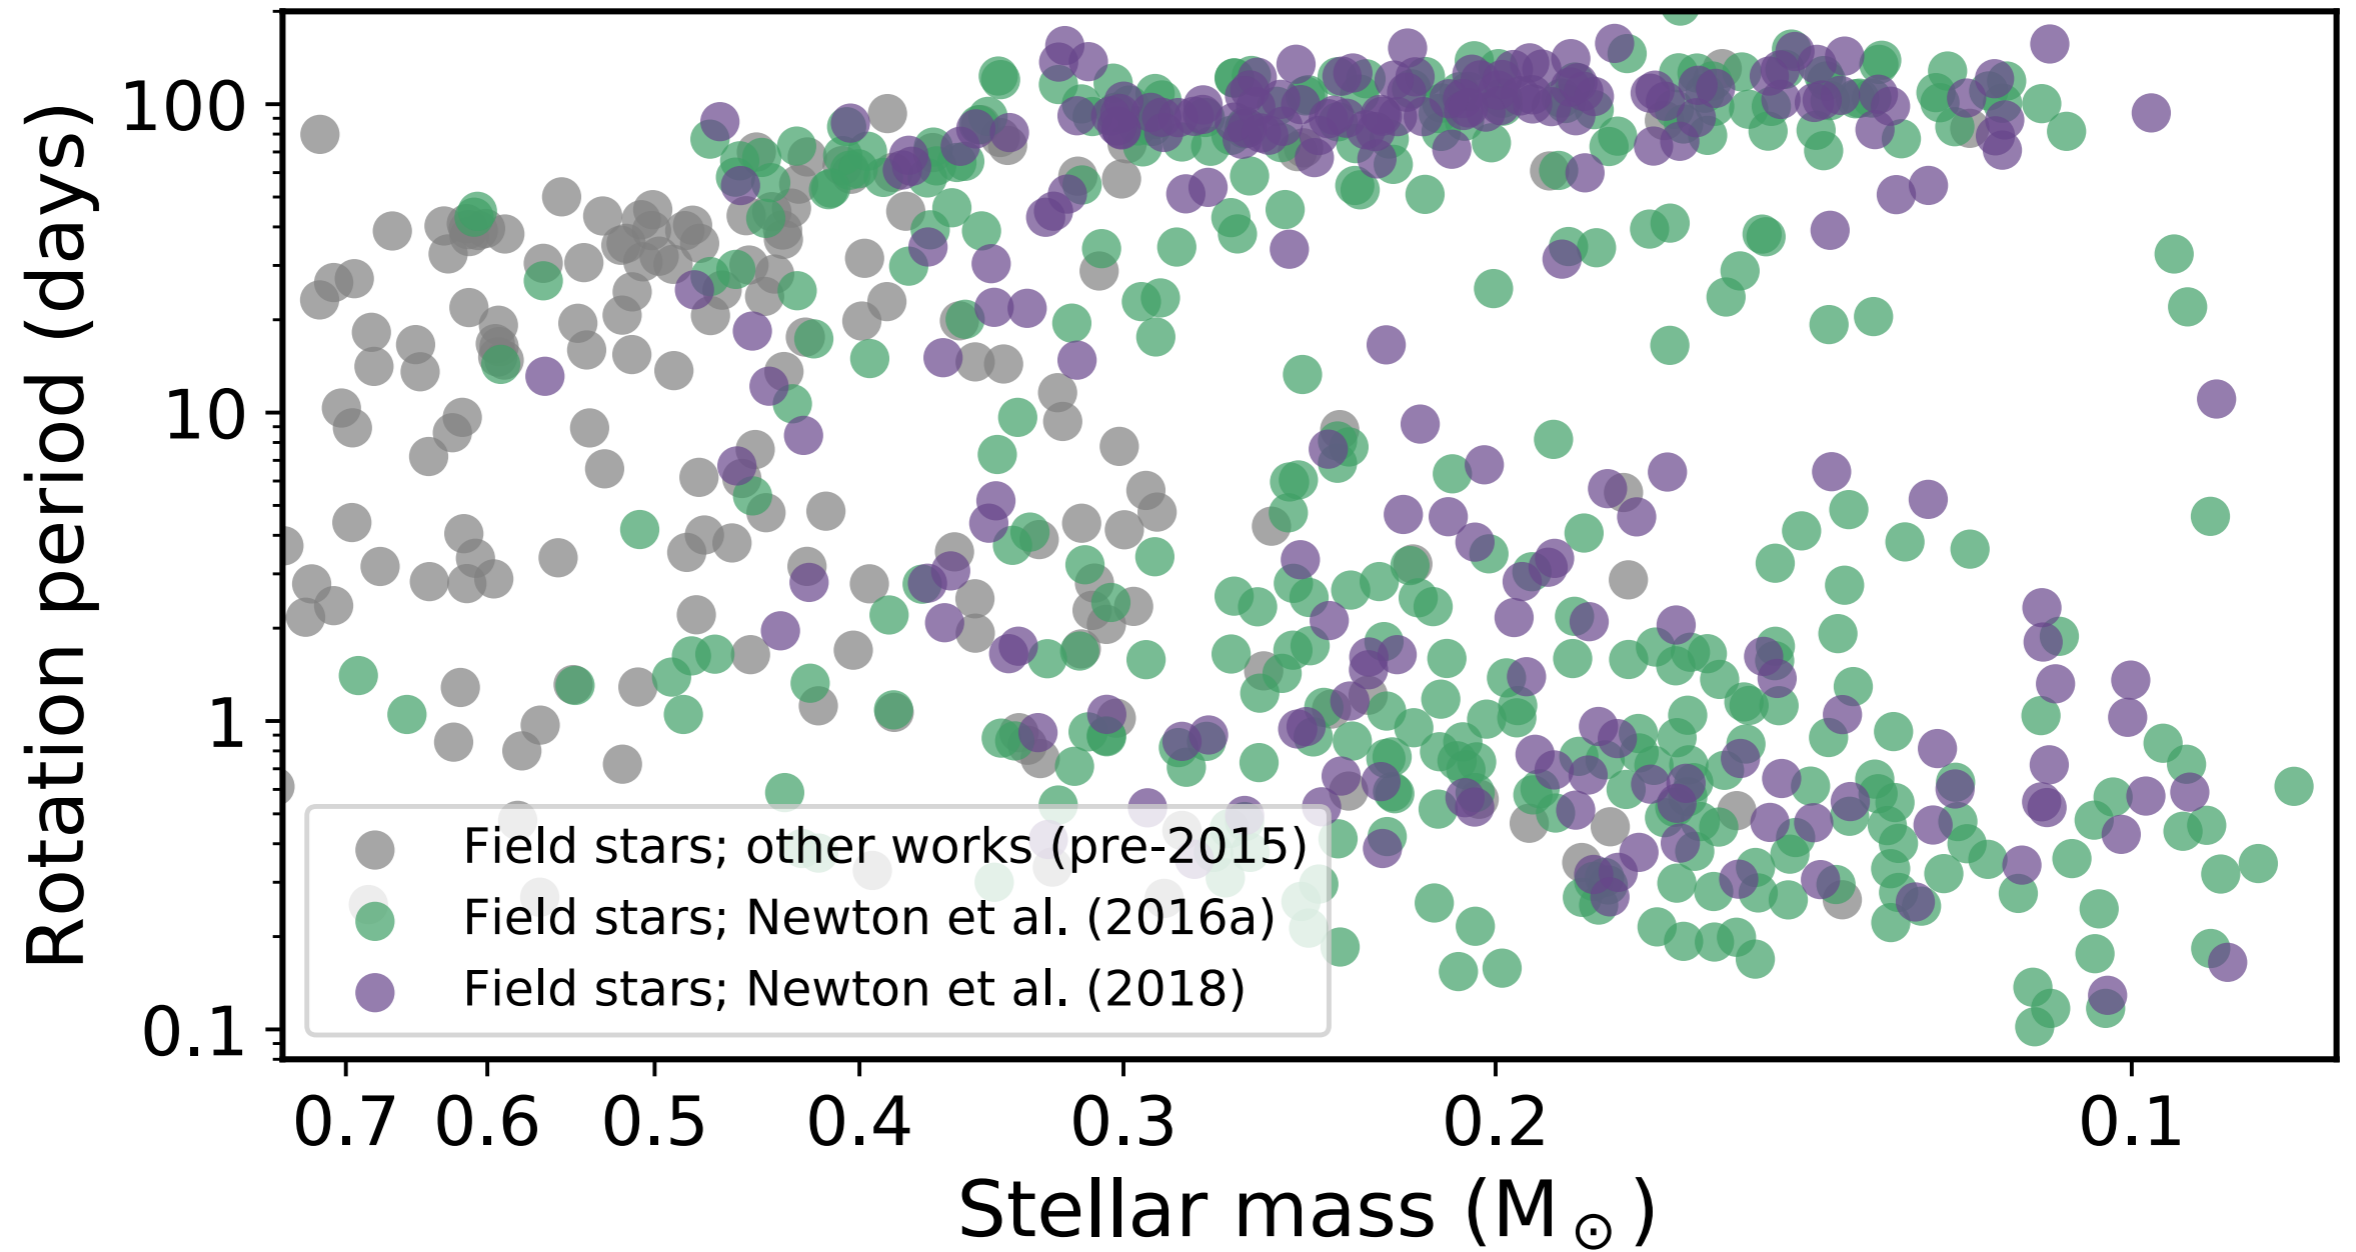 Rotation period (days)
100
10
1
0.1
Field stars; other works (pre-2015)
Field stars; Newton et al. (2016a)
Field stars; Newton et al. (2018)
0.7 0.6 0.5 0.4 0.3 0.2 0.1
Stellar mass (M⊙)